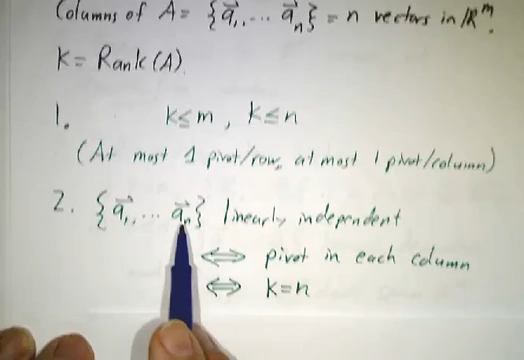 Columns of A = {a⃗₁, ... a⃗ₙ} = n vectors in ℝᵐ.
K = Rank(A)
1. k≤m, k≤n
(At most 1 pivot/row, at most 1 pivot/column)
2. {a⃗₁, ... a⃗ₙ} linearly independent
⟺ pivot in each column
⟺ k=n